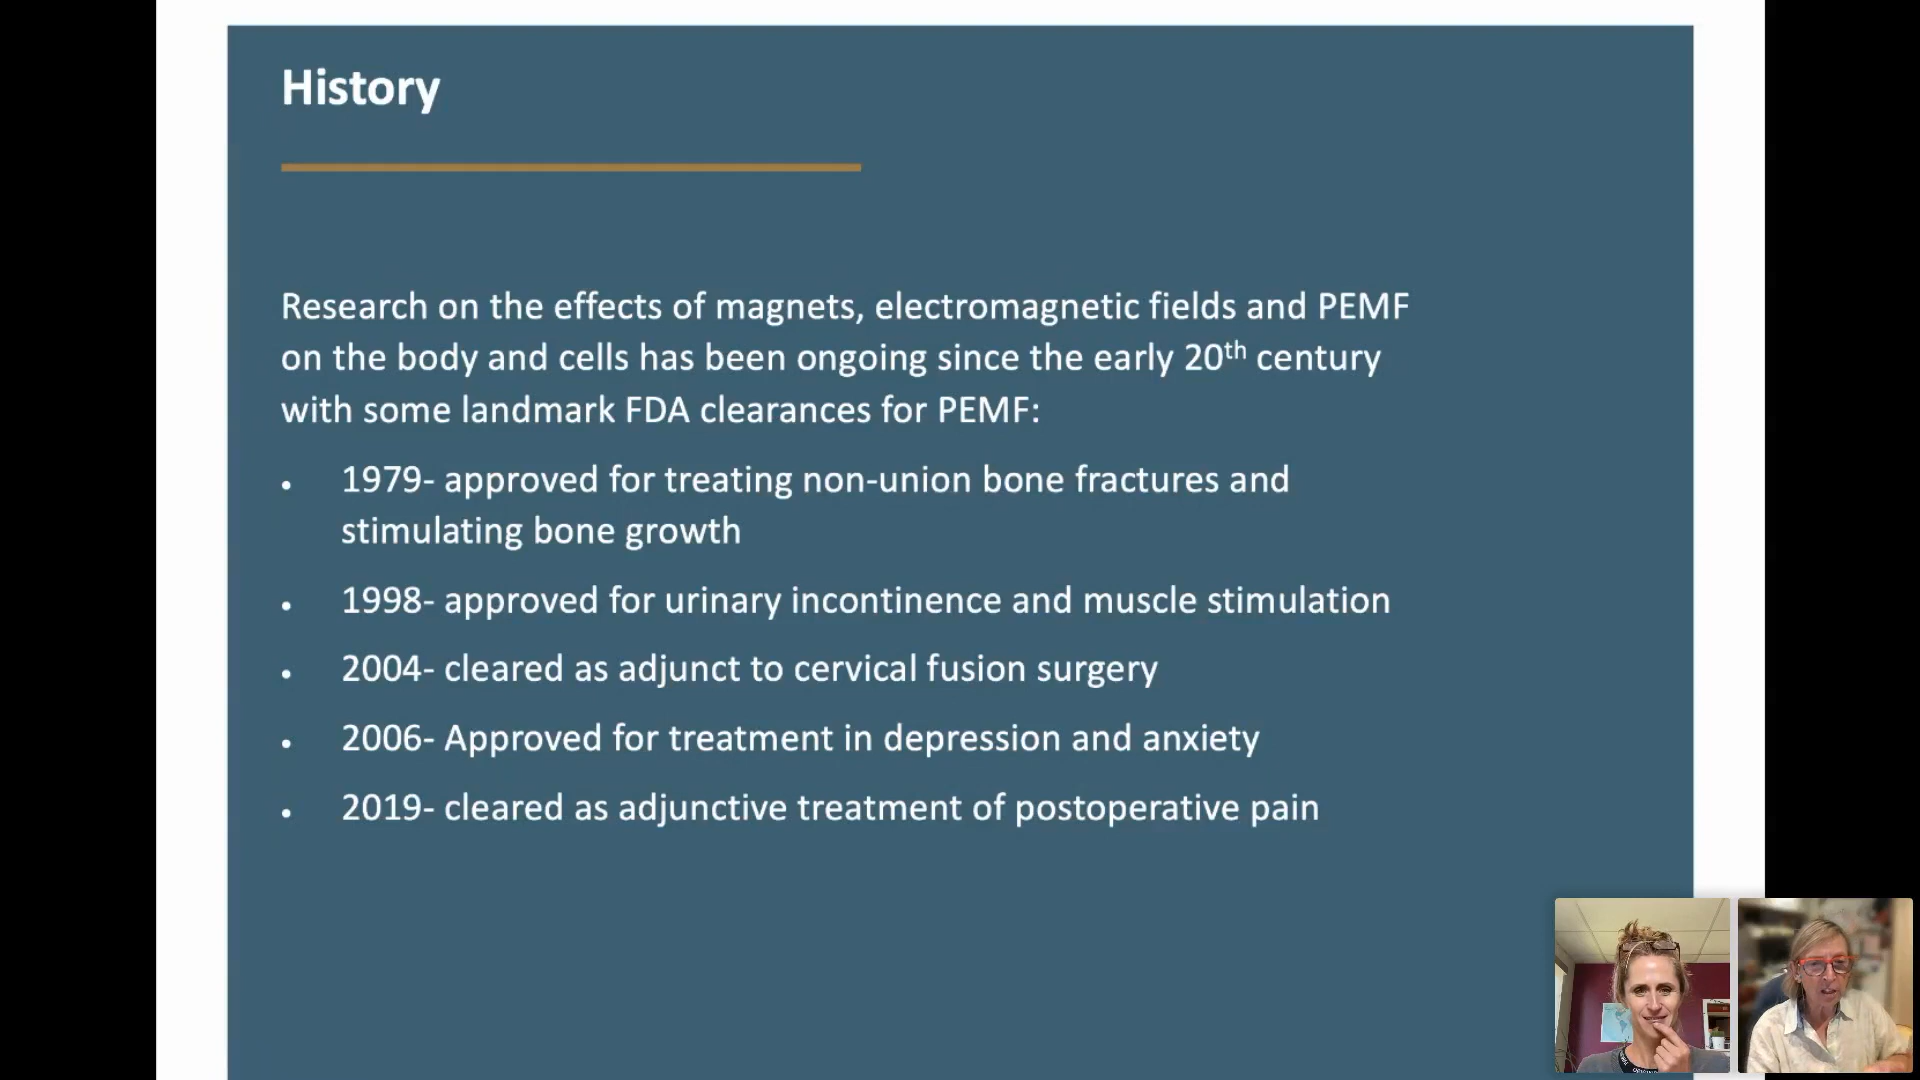 History
Research on the effects of magnets, electromagnetic fields and PEMF
on the body and cells has been ongoing since the early 20th century
with some landmark FDA clearances for PEMF:
• 1979- approved for treating non-union bone fractures and
stimulating bone growth
• 1998- approved for urinary incontinence and muscle stimulation
• 2004- cleared as adjunct to cervical fusion surgery
• 2006- Approved for treatment in depression and anxiety
• 2019- cleared as adjunctive treatment of postoperative pain